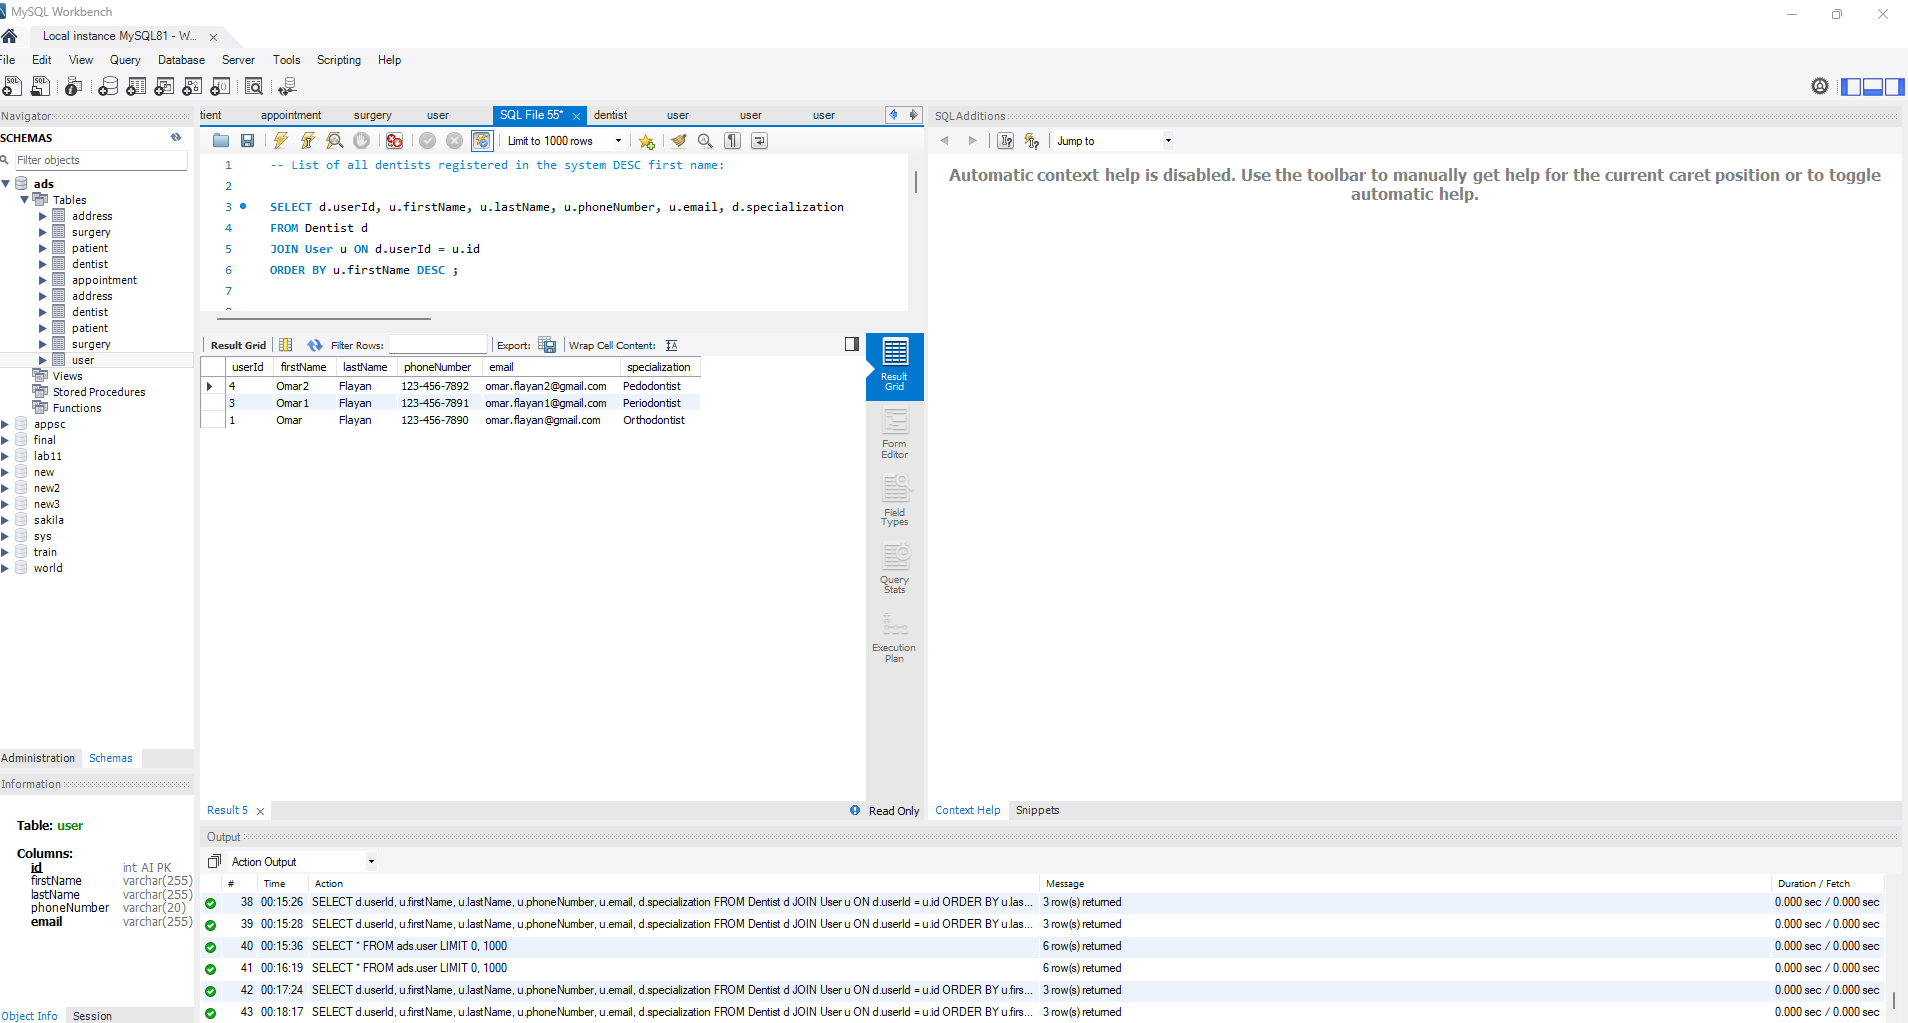 MySQL Workbench
Local instance MySQL81 - W...
File Edit View Query Database Server Tools Scripting Help
Navigator
SCHEMAS
Filter objects
ads
Tables
address
surgery
patient
dentist
appointment
address
dentist
patient
surgery
user
Views
Stored Procedures
Functions
appsc
final
lab11
new
new2
new3
sakila
sys
train
world
Administration Schemas
Information
Table: user
Columns:
id int AI PK
firstName varchar(255)
lastName varchar(255)
phoneNumber varchar(20)
email varchar(255)
Object Info Session
tient appointment surgery user SQL File 55* dentist user user user
Limit to 1000 rows
1 -- List of all dentists registered in the system DESC first name:
2
3 SELECT d.userId, u.firstName, u.lastName, u.phoneNumber, u.email, d.specialization
4 FROM Dentist d
5 JOIN User u ON d.userId = u.id
6 ORDER BY u.firstName DESC ;
7
Result Grid Filter Rows: Export: Wrap Cell Content:
userId firstName lastName phoneNumber email specialization
4 Omar2 Flayan 123-456-7892 omar.flayan2@gmail.com Pedodontist
3 Omar1 Flayan 123-456-7891 omar.flayan1@gmail.com Periodontist
1 Omar Flayan 123-456-7890 omar.flayan@gmail.com Orthodontist
Result
Grid
Form
Editor
Field
Types
Query
Stats
Execution
Plan
Result 5 Read Only
SQLAdditions
Jump to
Automatic context help is disabled. Use the toolbar to manually get help for the current caret position or to toggle
automatic help.
Context Help Snippets
Output
Action Output
# Time Action Message Duration / Fetch
38 00:15:26 SELECT d.userId, u.firstName, u.lastName, u.phoneNumber, u.email, d.specialization FROM Dentist d JOIN User u ON d.userId = u.id ORDER BY u.las... 3 row(s) returned 0.000 sec / 0.000 sec
39 00:15:28 SELECT d.userId, u.firstName, u.lastName, u.phoneNumber, u.email, d.specialization FROM Dentist d JOIN User u ON d.userId = u.id ORDER BY u.las... 3 row(s) returned 0.000 sec / 0.000 sec
40 00:15:36 SELECT * FROM ads.user LIMIT 0, 1000 6 row(s) returned 0.000 sec / 0.000 sec
41 00:16:19 SELECT * FROM ads.user LIMIT 0, 1000 6 row(s) returned 0.000 sec / 0.000 sec
42 00:17:24 SELECT d.userId, u.firstName, u.lastName, u.phoneNumber, u.email, d.specialization FROM Dentist d JOIN User u ON d.userId = u.id ORDER BY u.firs... 3 row(s) returned 0.000 sec / 0.000 sec
43 00:18:17 SELECT d.userId, u.firstName, u.lastName, u.phoneNumber, u.email, d.specialization FROM Dentist d JOIN User u ON d.userId = u.id ORDER BY u.firs... 3 row(s) returned 0.000 sec / 0.000 sec